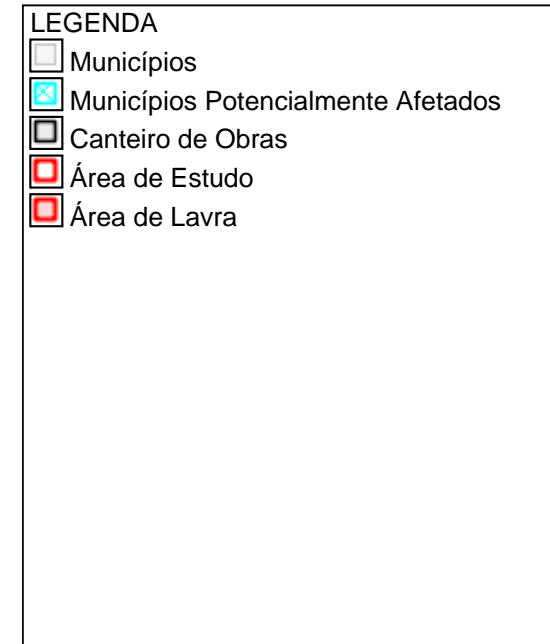 LEGENDA
Municípios
Municípios Potencialmente Afetados
Canteiro de Obras
Área de Estudo
Área de Lavra